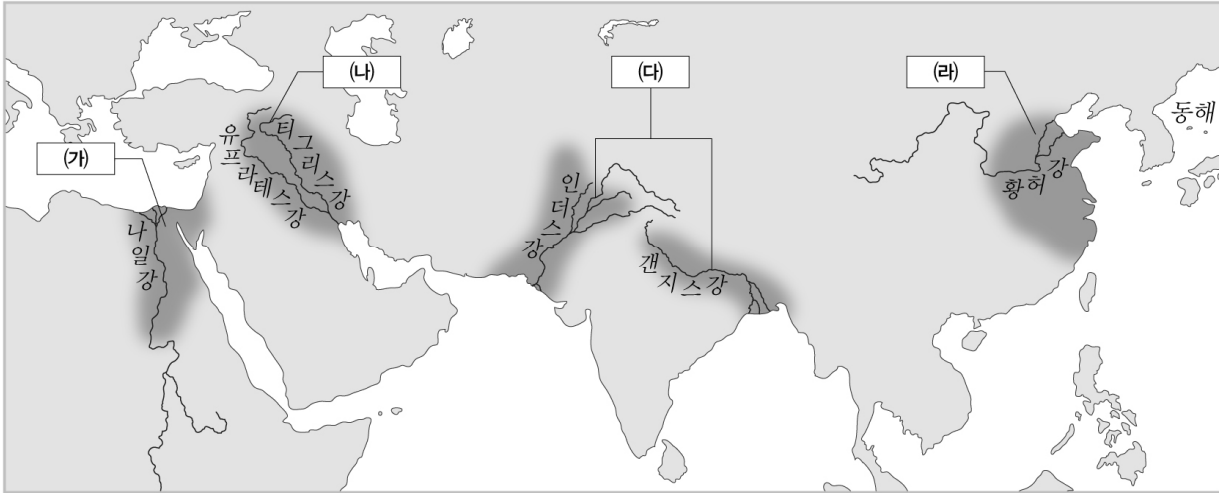 (가)
(나)
(다)
(라)
나일강
유프라테스강
티그리스강
인더스강
갠지스강
황허강
동해